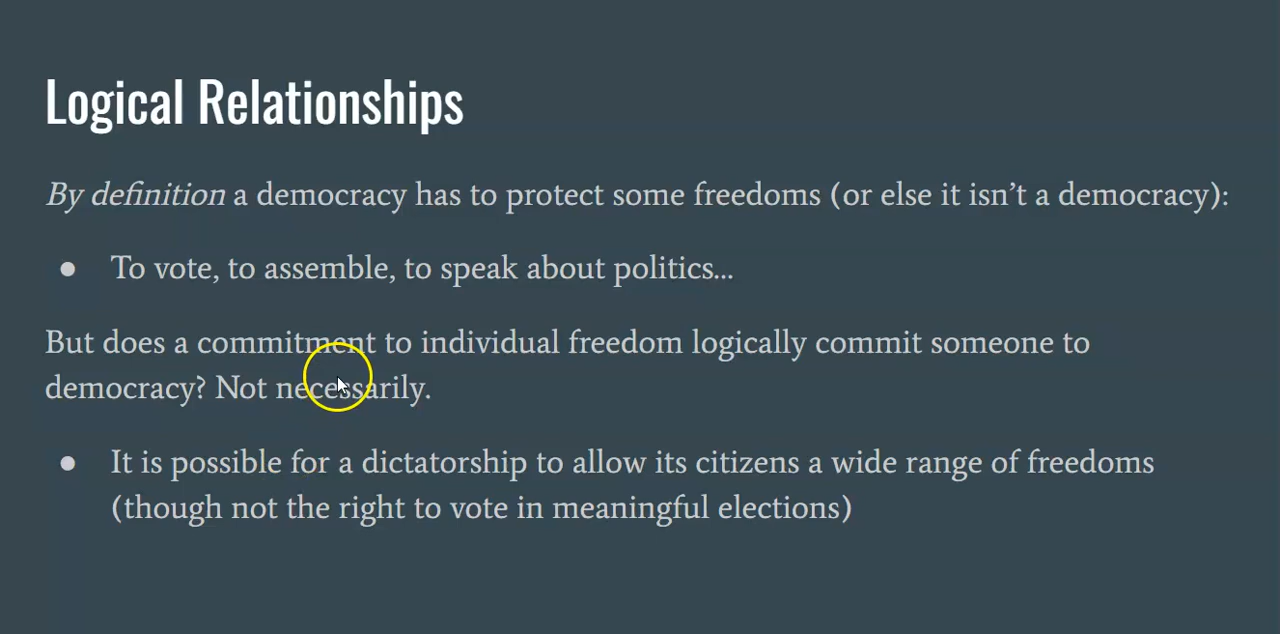 Logical Relationships
By definition a democracy has to protect some freedoms (or else it isn’t a democracy):
● To vote, to assemble, to speak about politics...
But does a commitment to individual freedom logically commit someone to
democracy? Not necessarily.
● It is possible for a dictatorship to allow its citizens a wide range of freedoms
(though not the right to vote in meaningful elections)